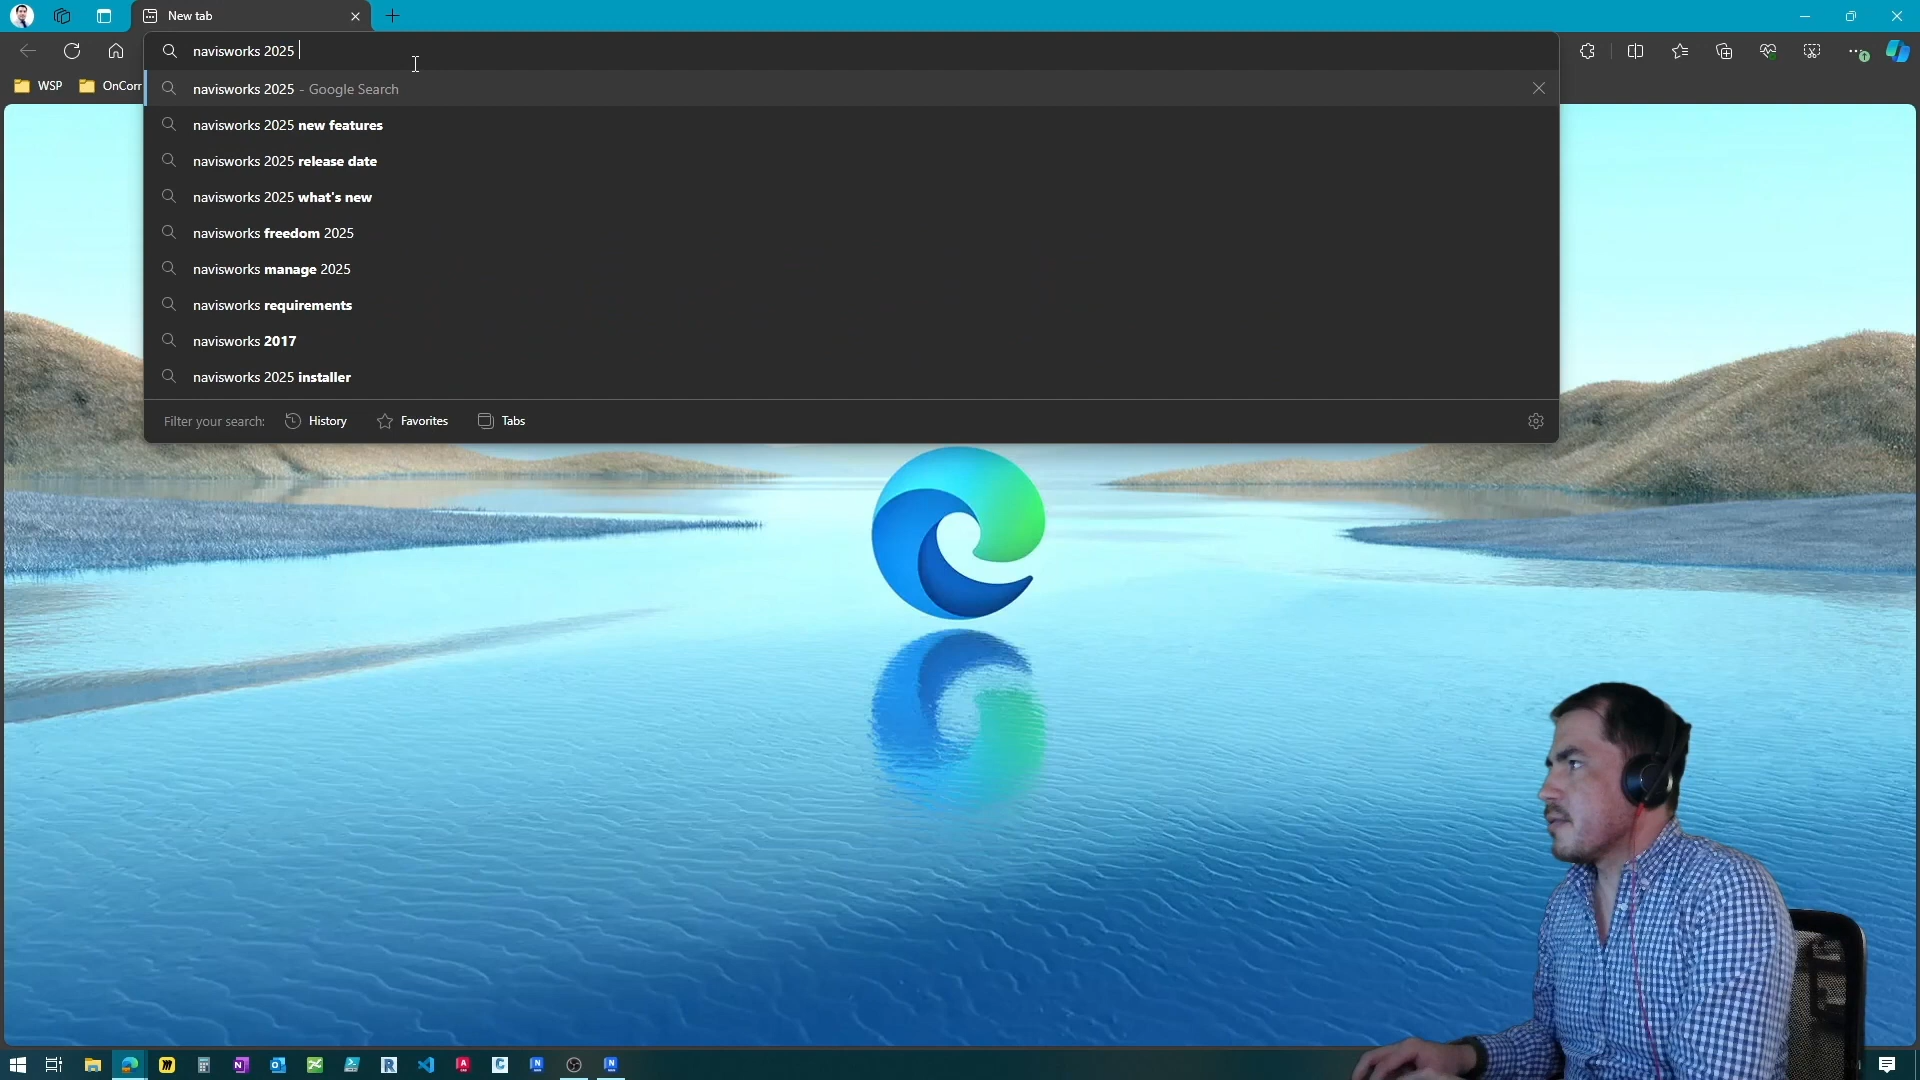 New tab
navisworks 2025
WSP
OnCorr
navisworks 2025 - Google Search
navisworks 2025 new features
navisworks 2025 release date
navisworks 2025 what's new
navisworks freedom 2025
navisworks manage 2025
navisworks requirements
navisworks 2017
navisworks 2025 installer
Filter your search: History Favorites Tabs